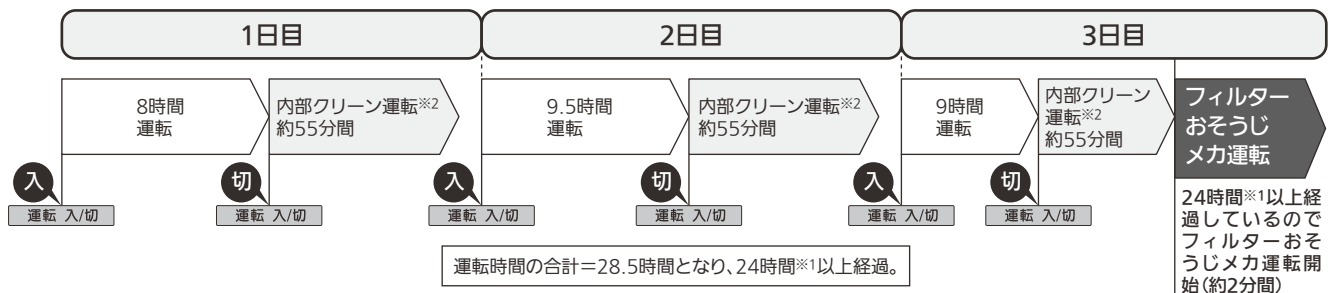 1日目
2日目
3日目
8時間
運転
内部クリーン運転※2
約55分間
9.5時間
運転
内部クリーン運転※2
約55分間
9時間
運転
内部クリーン
運転※2
約55分間
フィルター
おそうじ
メカ運転
入
切
入
切
入
切
運転 入/切
運転 入/切
運転 入/切
運転 入/切
運転 入/切
運転 入/切
24時間※1以上経
過しているので
フィルターおそ
うじメカ運転開
始(約2分間)
運転時間の合計=28.5時間となり、24時間※1以上経過。